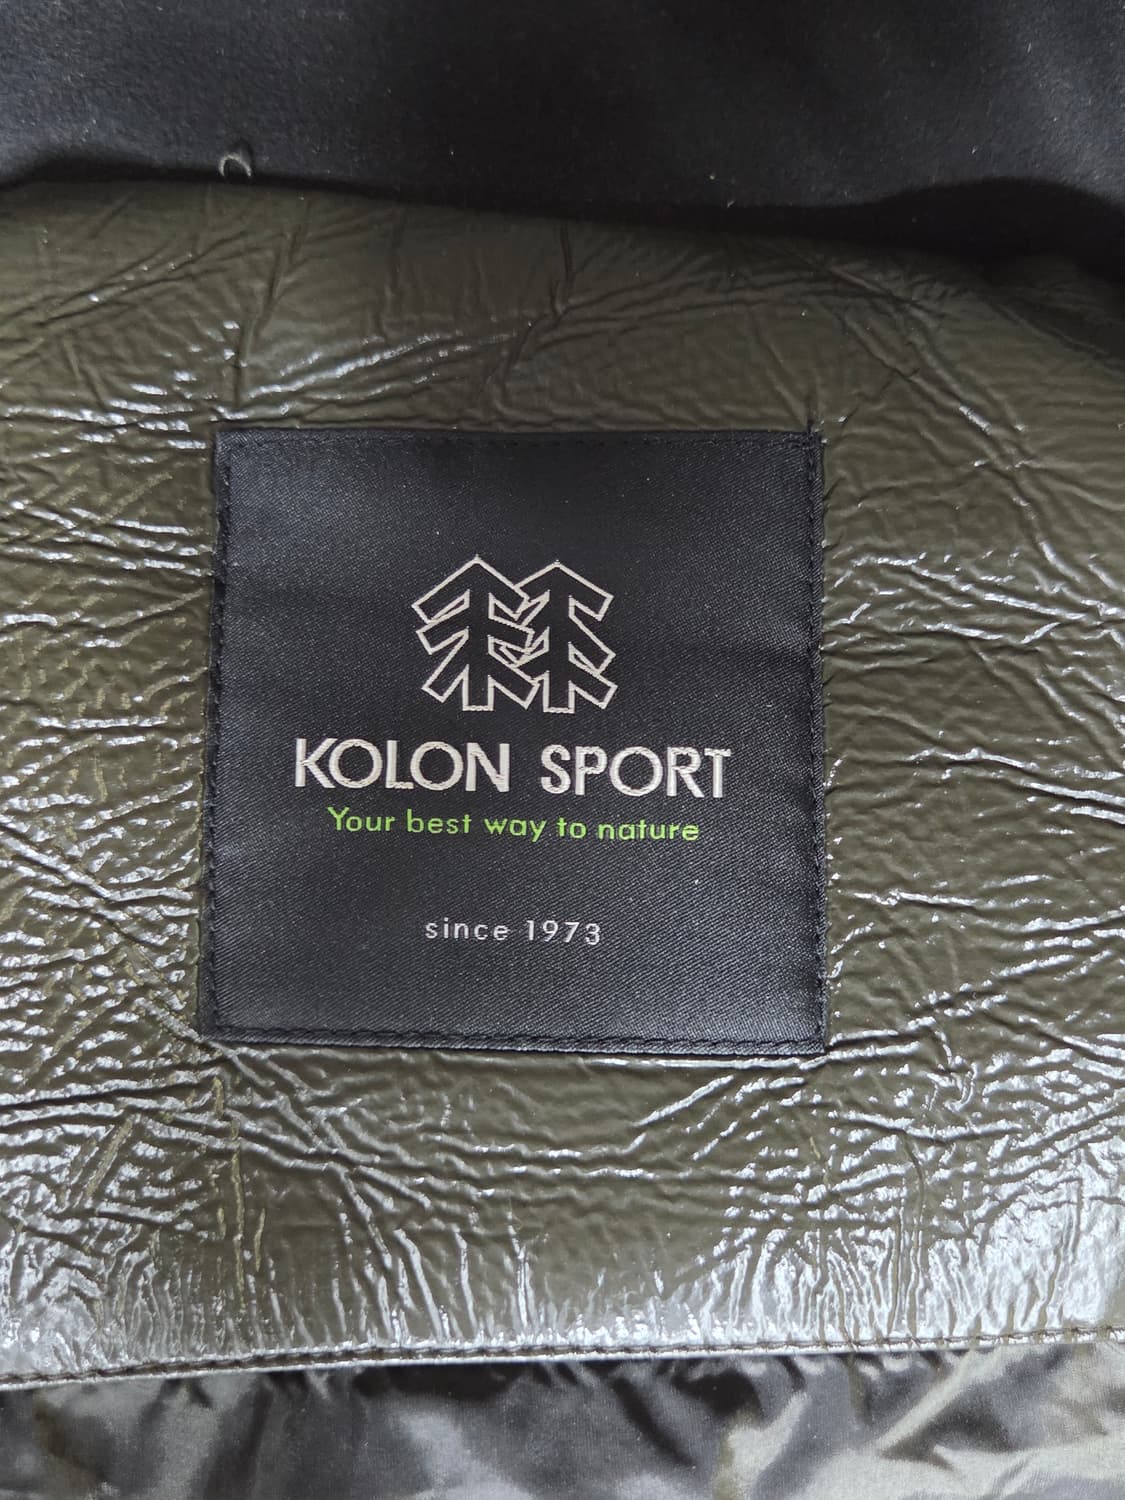 KOLON SPORT
Your best way to nature
since 1973